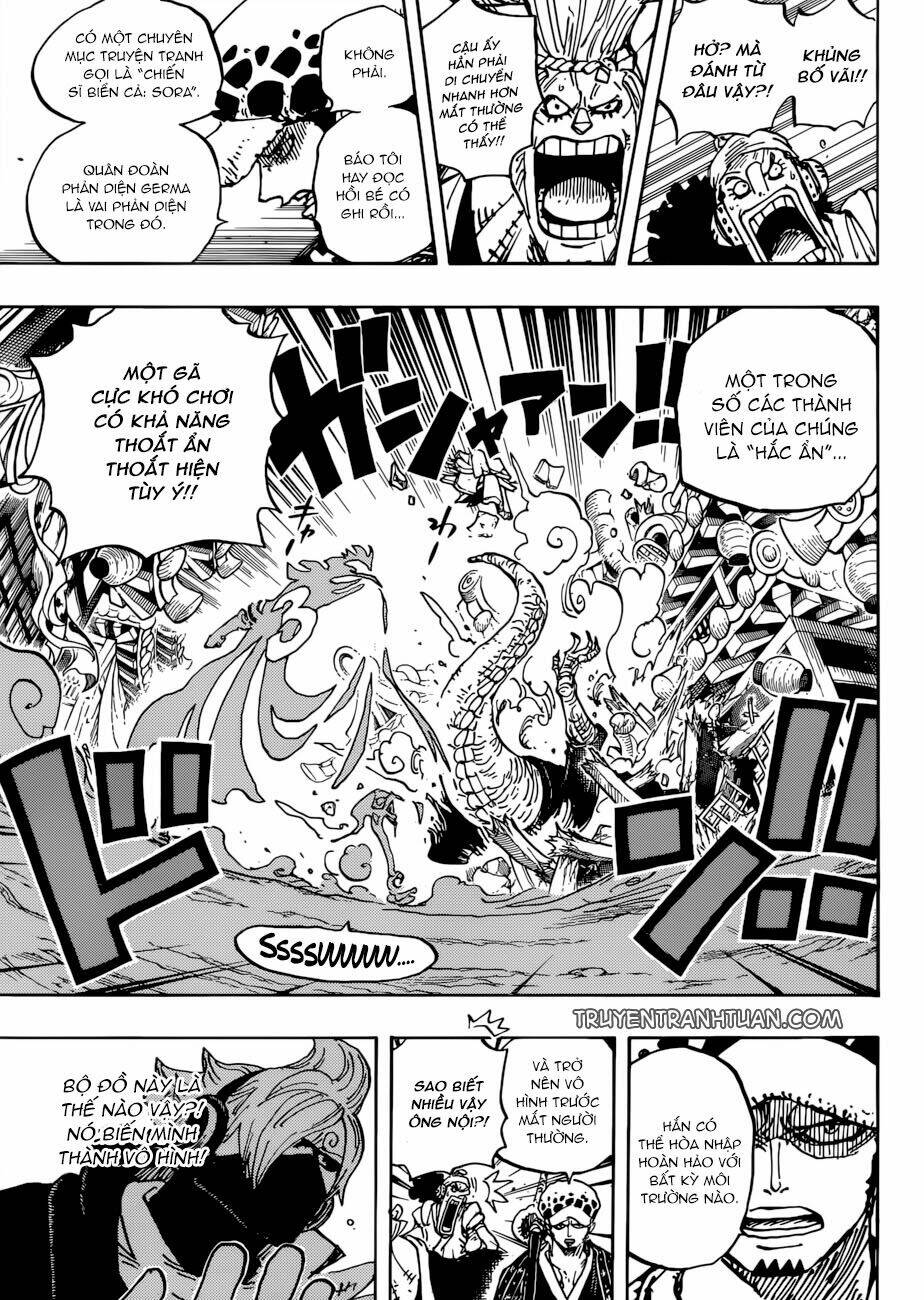 KHỦNG
BỐ VÃI!!
HỞ? MÀ
ĐÁNH TỪ
ĐÂU VẬY?!
CẬU ẤY
HẲN PHẢI
DI CHUYỂN
NHANH HƠN
MẮT THƯỜNG
CÓ THỂ
THẤY!!
KHÔNG
PHẢI.
BÁO TÔI
HAY ĐỌC
HỒI BÉ CÓ
GHI RỒI...
CÓ MỘT CHUYÊN
MỤC TRUYỆN TRANH
GỌI LÀ “CHIẾN
SĨ BIỂN CẢ: SORA”.
QUÂN ĐOÀN
PHẢN DIỆN GERMA
LÀ VAI PHẢN DIỆN
TRONG ĐÓ.
MỘT TRONG
SỐ CÁC THÀNH
VIÊN CỦA CHÚNG
LÀ “HẮC ẨN”...
MỘT GÃ
CỰC KHÓ CHƠI
CÓ KHẢ NĂNG
THOẮT ẨN
THOẮT HIỆN
TÙY Ý!!
ガシャアーン!!
ドーン!!
SSSSUUUUU....
TRUYENTRANHTUAN.COM
HẮN CÓ
THỂ HÒA NHẬP
HOÀN HẢO VỚI
BẤT KỲ MÔI
TRƯỜNG NÀO.
VÀ TRỞ
NÊN VÔ
HÌNH TRƯỚC
MẮT NGƯỜI
THƯỜNG.
SAO BIẾT
NHIỀU VẬY
ÔNG NỘI?!
BỘ ĐỒ NÀY LÀ
THẾ NÀO VẬY?!
NÓ BIẾN MÌNH
THÀNH VÔ HÌNH!